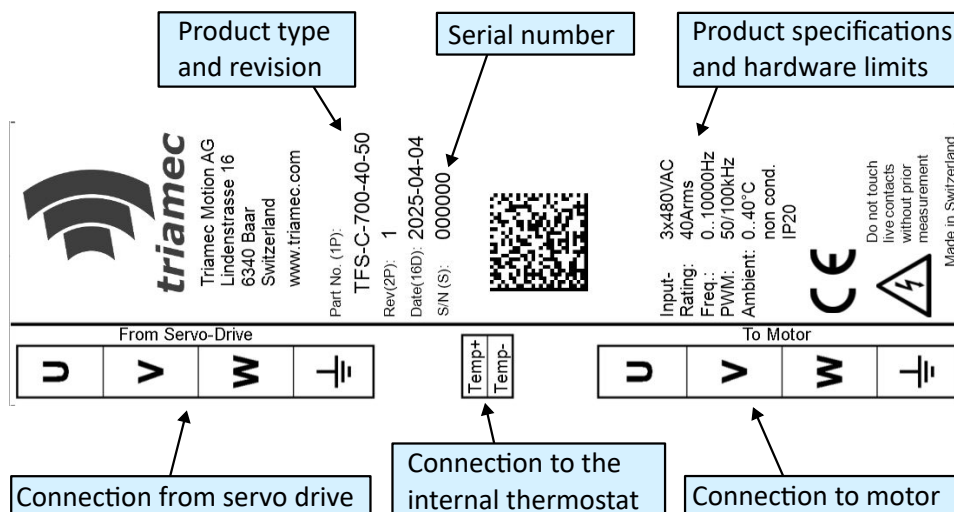 Product type
and revision
Serial number
Product specifications
and hardware limits
triamec
Triamec Motion AG
Lindenstrasse 16
6340 Baar
Switzerland
www.triamec.com
Part No. (1P):
TFS-C-700-40-50
Rev(2P): 1
Date(16D): 2025-04-04
S/N (S): 000000
Input- 3x480VAC
Rating: 40Arms
Freq.: 0..10000Hz
PWM: 50/100kHz
Ambient: 0..40°C
non cond.
IP20
CE
Do not touch
live contacts
without prior
measurement
Made in Switzerland
From Servo-Drive
U
V
W
Temp+
Temp-
To Motor
U
V
W
Connection from servo drive
Connection to the
internal thermostat
Connection to motor